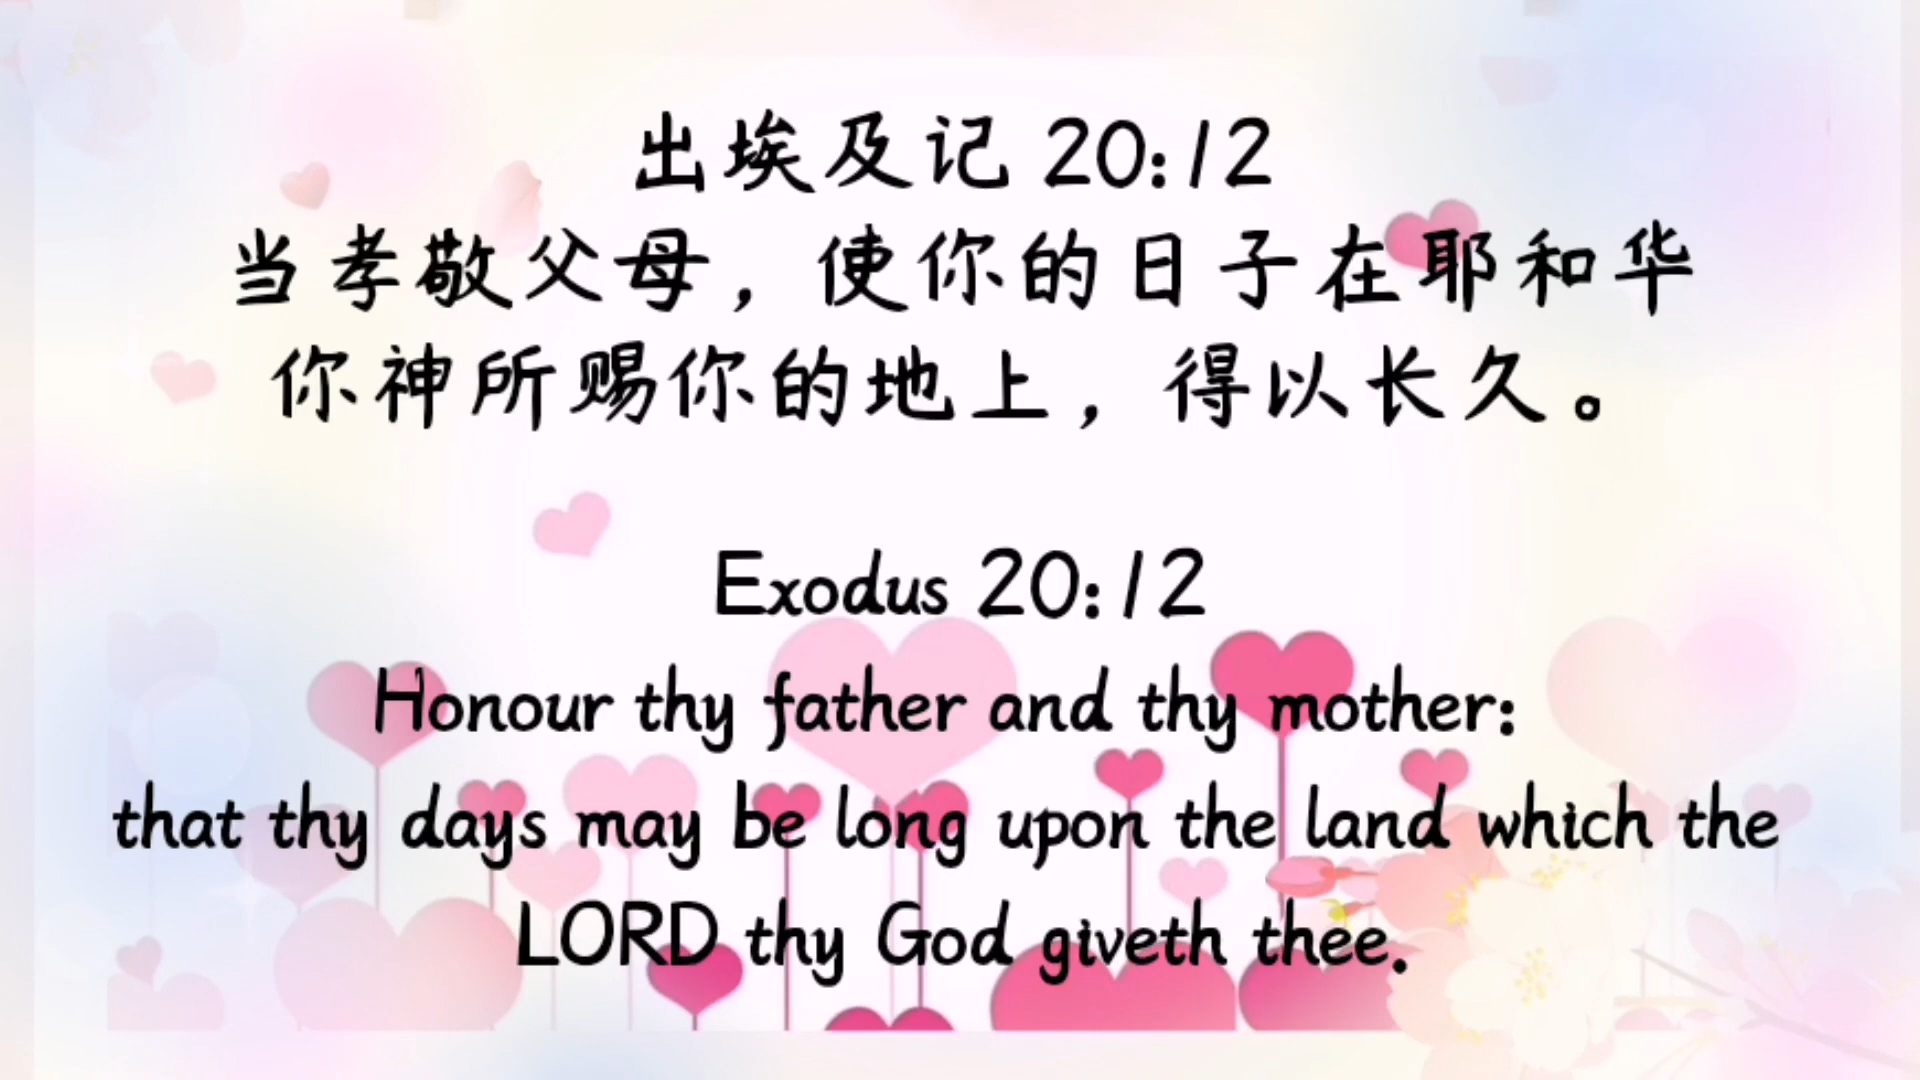 出埃及记 20:12
当孝敬父母，使你的日子在耶和华
你神所赐你的地上，得以长久。
Exodus 20:12
Honour thy father and thy mother:
that thy days may be long upon the land which the
LORD thy God giveth thee.